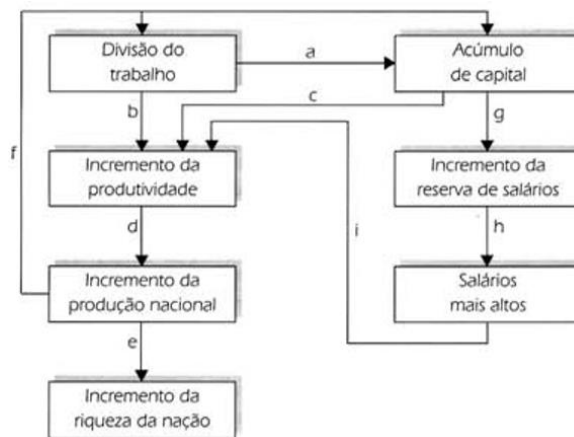 Divisão do
trabalho
a
Acúmulo
de capital
b
c
g
f
Incremento da
produtividade
Incremento da
reserva de salários
d
i
h
Incremento da
produção nacional
Salários
mais altos
e
Incremento da
riqueza da nação